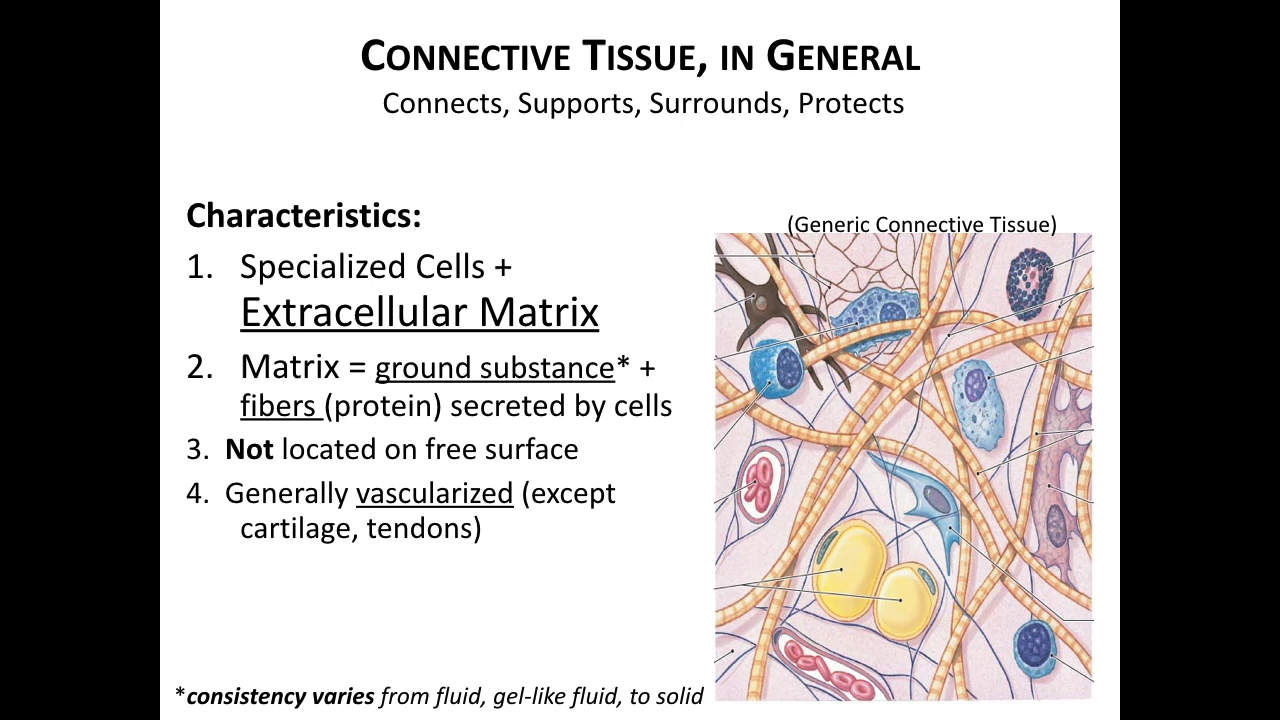 CONNECTIVE TISSUE, IN GENERAL
Connects, Supports, Surrounds, Protects
Characteristics:
1. Specialized Cells +
Extracellular Matrix
2. Matrix = ground substance* +
fibers (protein) secreted by cells
3. Not located on free surface
4. Generally vascularized (except
cartilage, tendons)
*consistency varies from fluid, gel-like fluid, to solid
(Generic Connective Tissue)